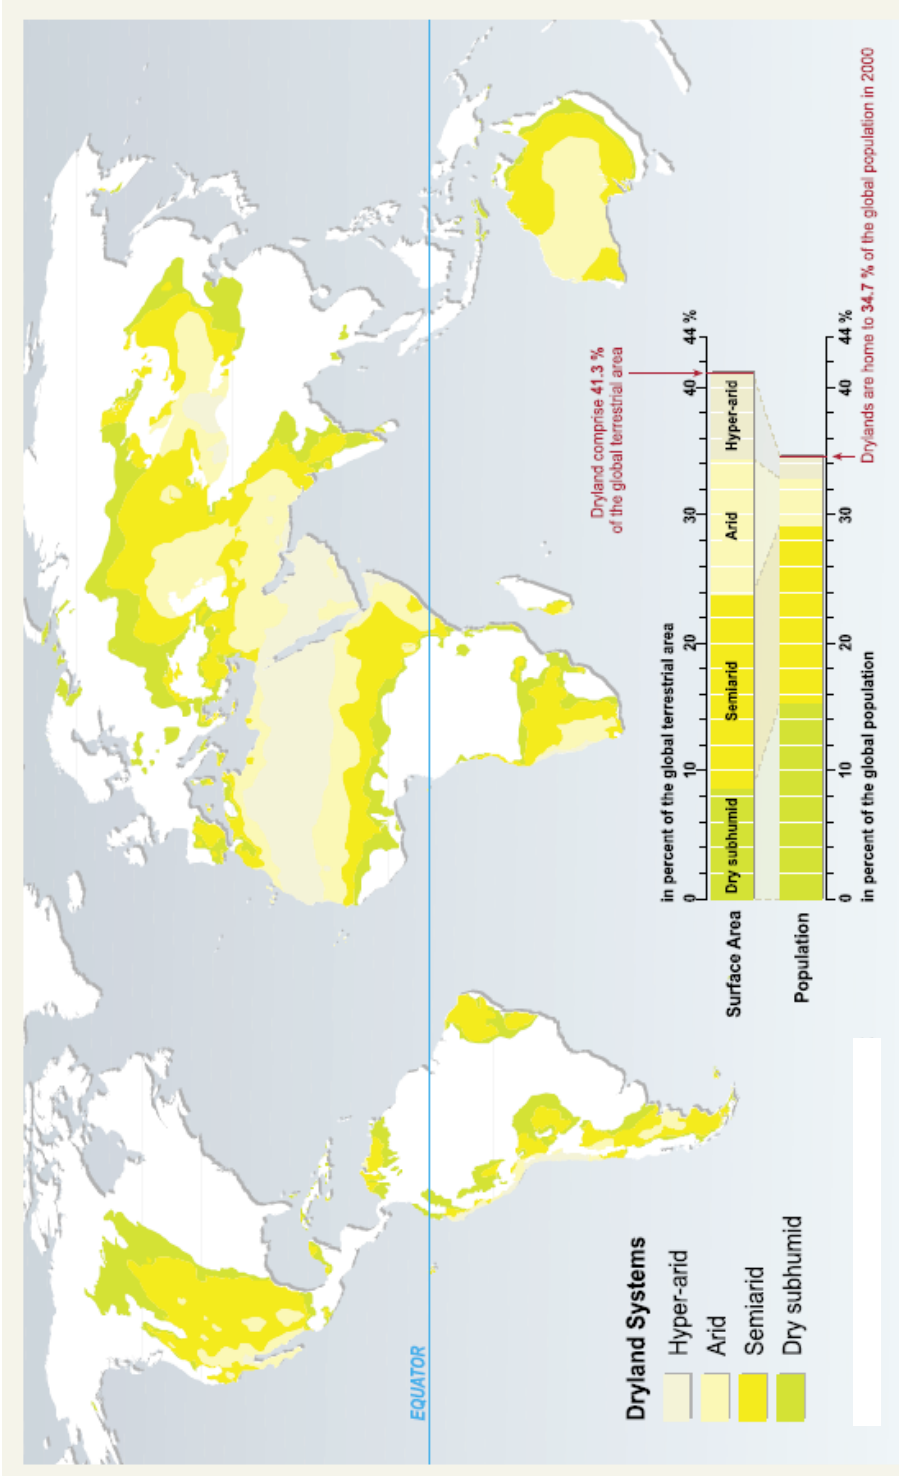 EQUATOR
Dryland Systems
Hyper-arid
Arid
Semiarid
Dry subhumid
Dryland comprise 41.3 %
of the global terrestrial area
in percent of the global terrestrial area
0 10 20 30 40 44 %
Surface Area
Dry subhumid Semiarid Arid Hyper-arid
Population
0 10 20 30 40 44 %
in percent of the global population
Drylands are home to 34.7 % of the global population in 2000